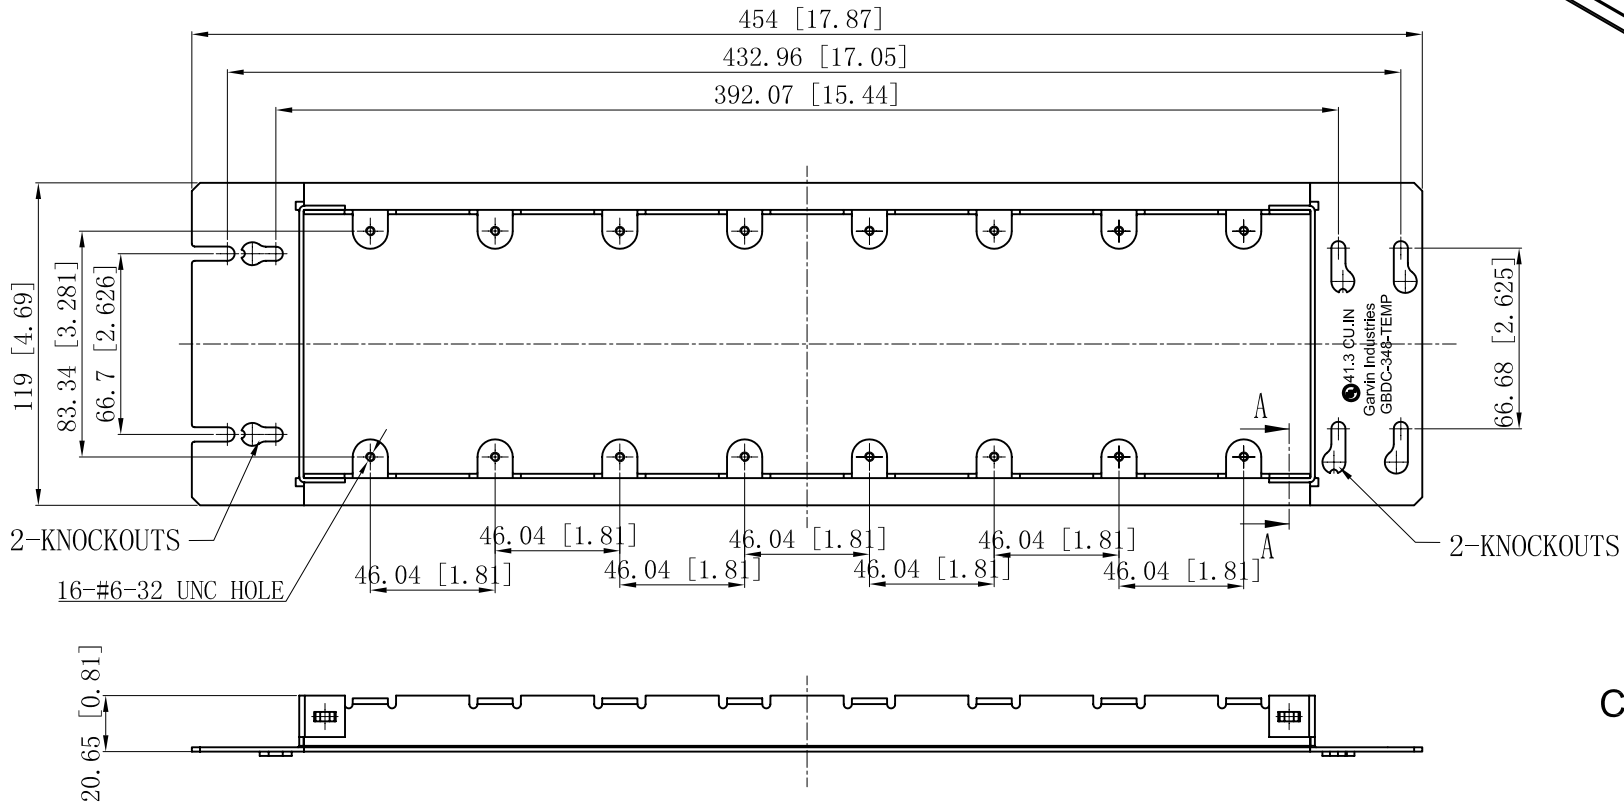 454 [17.87]
432.96 [17.05]
392.07 [15.44]
119 [4.69]
83.34 [3.281]
66.7 [2.626]
66.68 [2.625]
41.3 CU.IN
Garvin Industries
GBDC-348-TEMP
A
A
2-KNOCKOUTS
2-KNOCKOUTS
16-#6-32 UNC HOLE
46.04 [1.81]
46.04 [1.81]
46.04 [1.81]
46.04 [1.81]
46.04 [1.81]
46.04 [1.81]
46.04 [1.81]
20.65 [0.81]
C